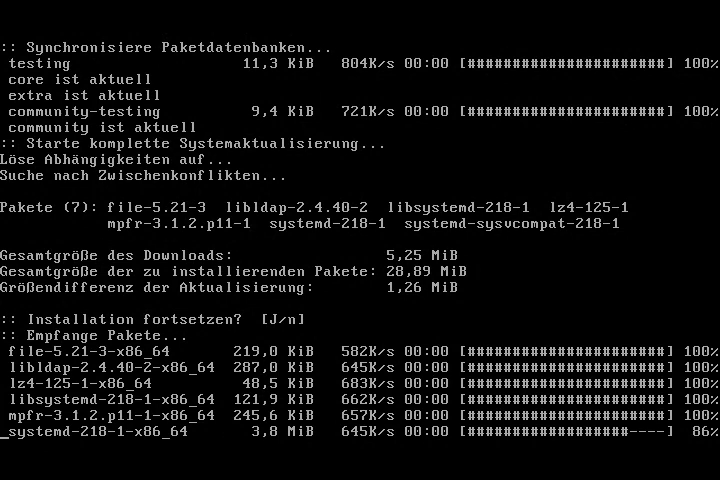 :: Synchronisiere Paketdatenbanken...
testing 11,3 KiB 804K/s 00:00 [######################] 100%
core ist aktuell
extra ist aktuell
community-testing 9,4 KiB 721K/s 00:00 [######################] 100%
community ist aktuell
:: Starte komplette Systemaktualisierung...
Löse Abhängigkeiten auf...
Suche nach Zwischenkonflikten...
Pakete (7): file-5.21-3 libldap-2.4.40-2 libsystemd-218-1 lz4-125-1
mpfr-3.1.2.p11-1 systemd-218-1 systemd-sysvcompat-218-1
Gesamtgröße des Downloads: 5,25 MiB
Gesamtgröße der zu installierenden Pakete: 28,89 MiB
Größendifferenz der Aktualisierung: 1,26 MiB
:: Installation fortsetzen? [J/n]
:: Empfange Pakete...
file-5.21-3-x86_64 219,0 KiB 582K/s 00:00 [######################] 100%
libldap-2.4.40-2-x86_64 287,0 KiB 645K/s 00:00 [######################] 100%
lz4-125-1-x86_64 48,5 KiB 683K/s 00:00 [######################] 100%
libsystemd-218-1-x86_64 121,9 KiB 662K/s 00:00 [######################] 100%
mpfr-3.1.2.p11-1-x86_64 245,6 KiB 657K/s 00:00 [######################] 100%
_systemd-218-1-x86_64 3,8 MiB 645K/s 00:00 [##################----] 86%